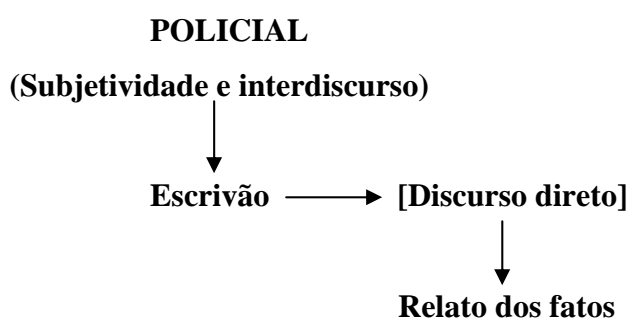 POLICIAL
(Subjetividade e interdiscurso)
Escrivão [Discurso direto]
Relato dos fatos